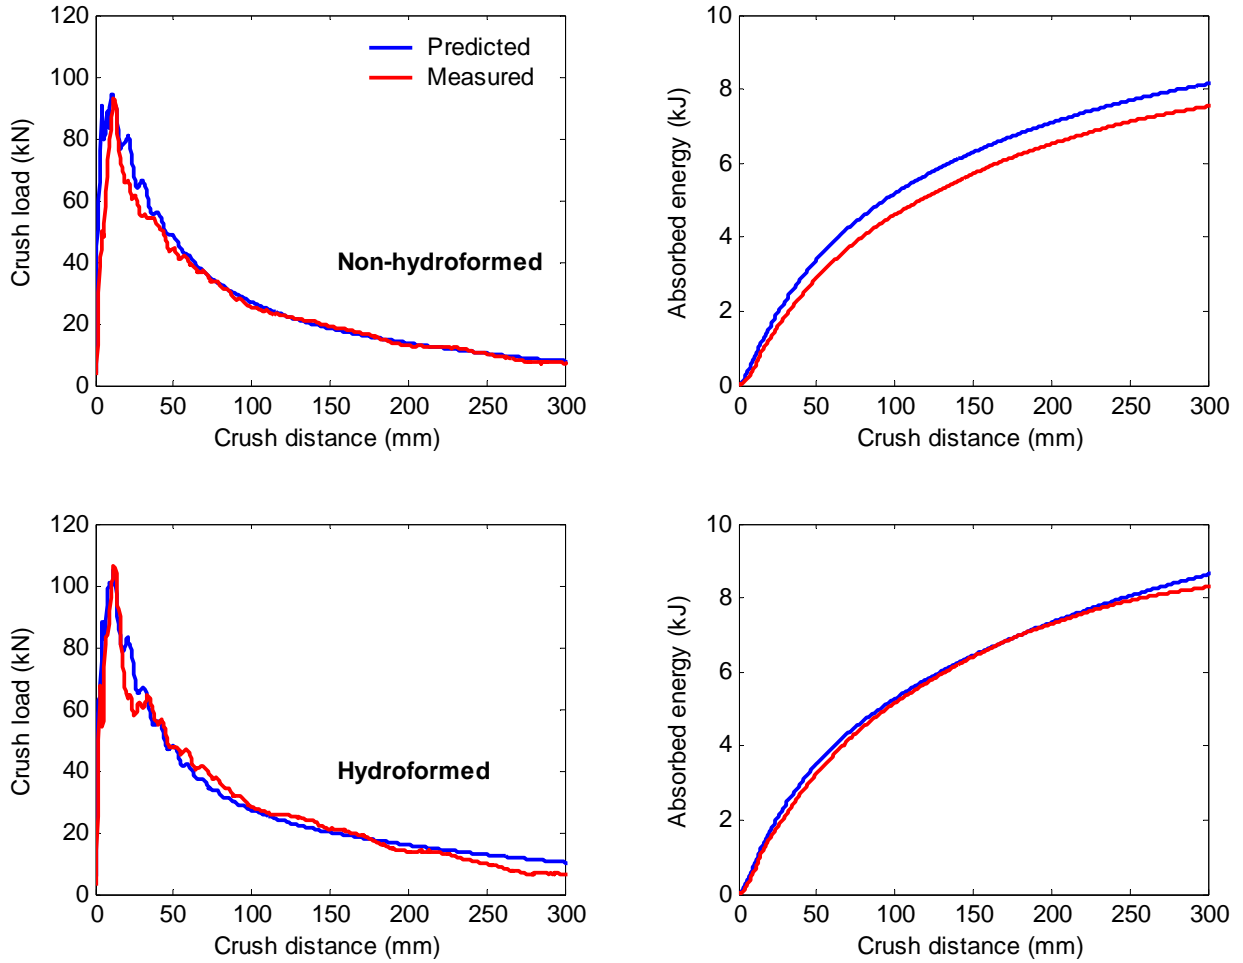 120
100
80
60
40
20
0
Crush load (kN)
Predicted
Measured
Non-hydroformed
0 50 100 150 200 250 300
Crush distance (mm)
10
8
6
4
2
0
Absorbed energy (kJ)
0 50 100 150 200 250 300
Crush distance (mm)
120
100
80
60
40
20
0
Crush load (kN)
Hydroformed
0 50 100 150 200 250 300
Crush distance (mm)
10
8
6
4
2
0
Absorbed energy (kJ)
0 50 100 150 200 250 300
Crush distance (mm)